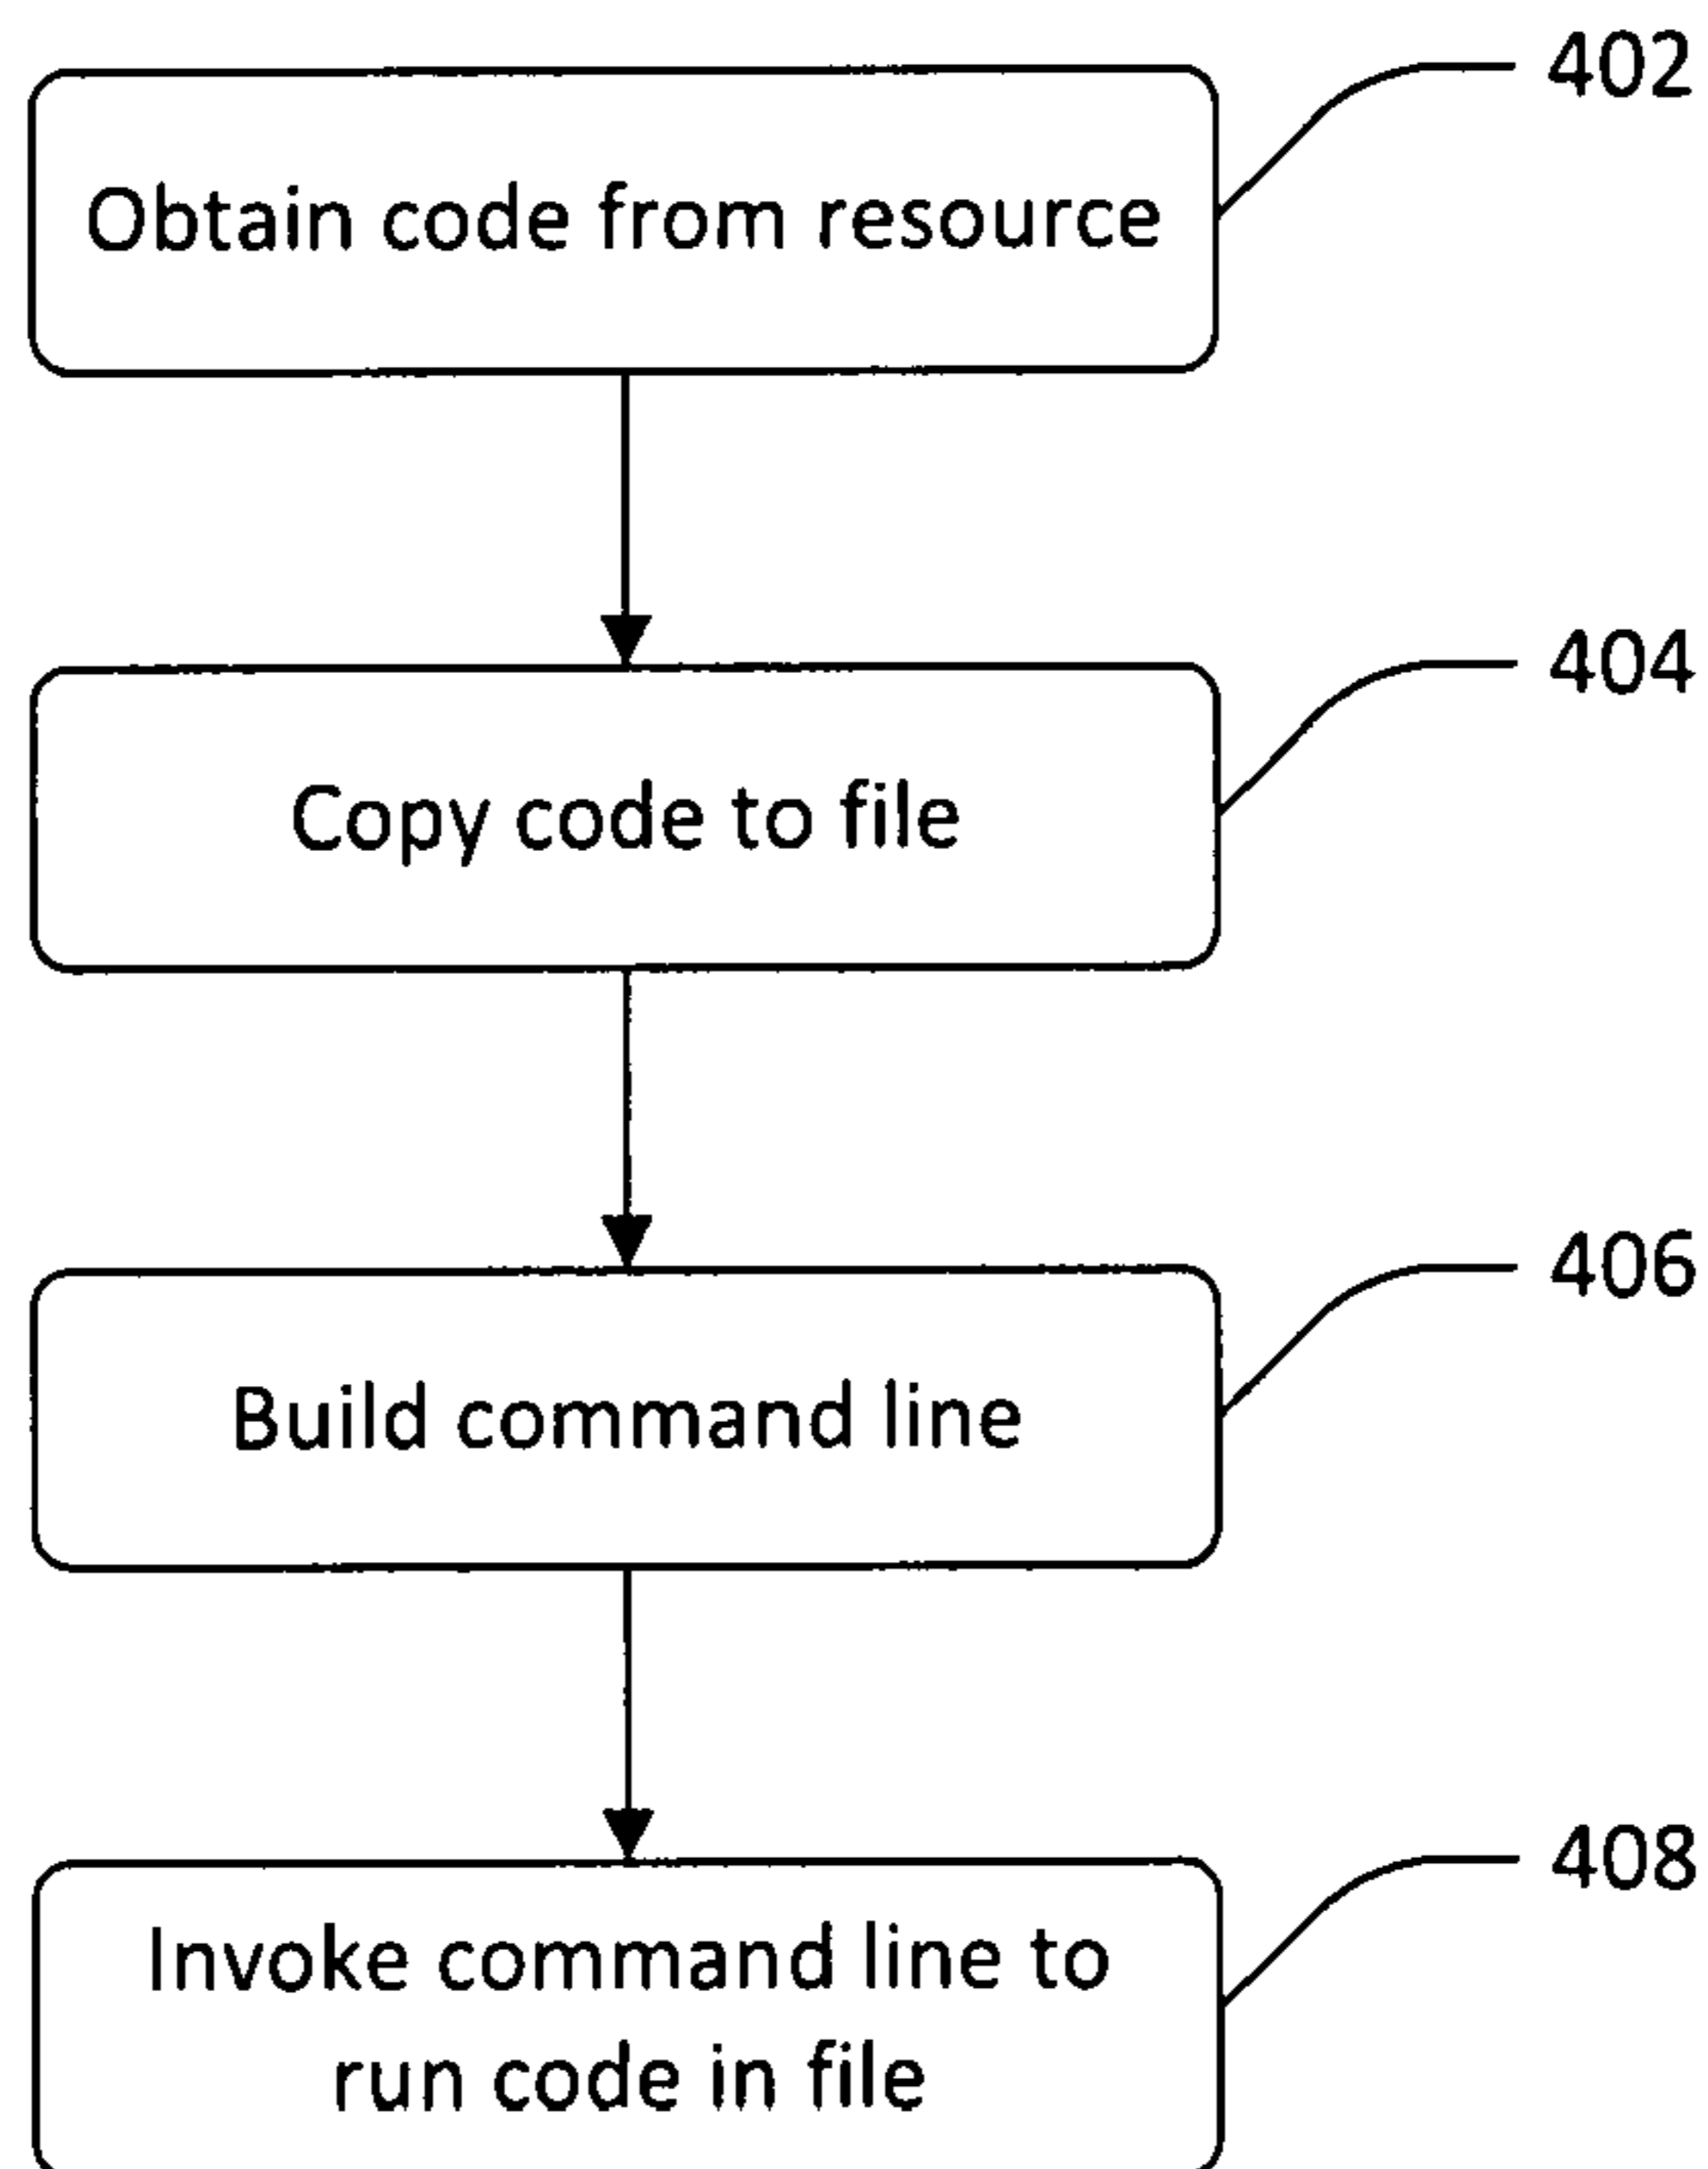 402
Obtain code from resource
404
Copy code to file
406
Build command line
408
Invoke command line to
run code in file